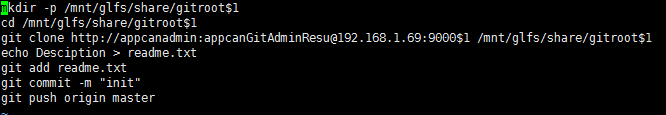 mkdir -p /mnt/glfs/share/gitroot$1
cd /mnt/glfs/share/gitroot$1
git clone http://appcanadmin:appcanGitAdminResu@192.168.1.69:9000$1 /mnt/glfs/share/gitroot$1
echo Desciption > readme.txt
git add readme.txt
git commit -m "init"
git push origin master
~